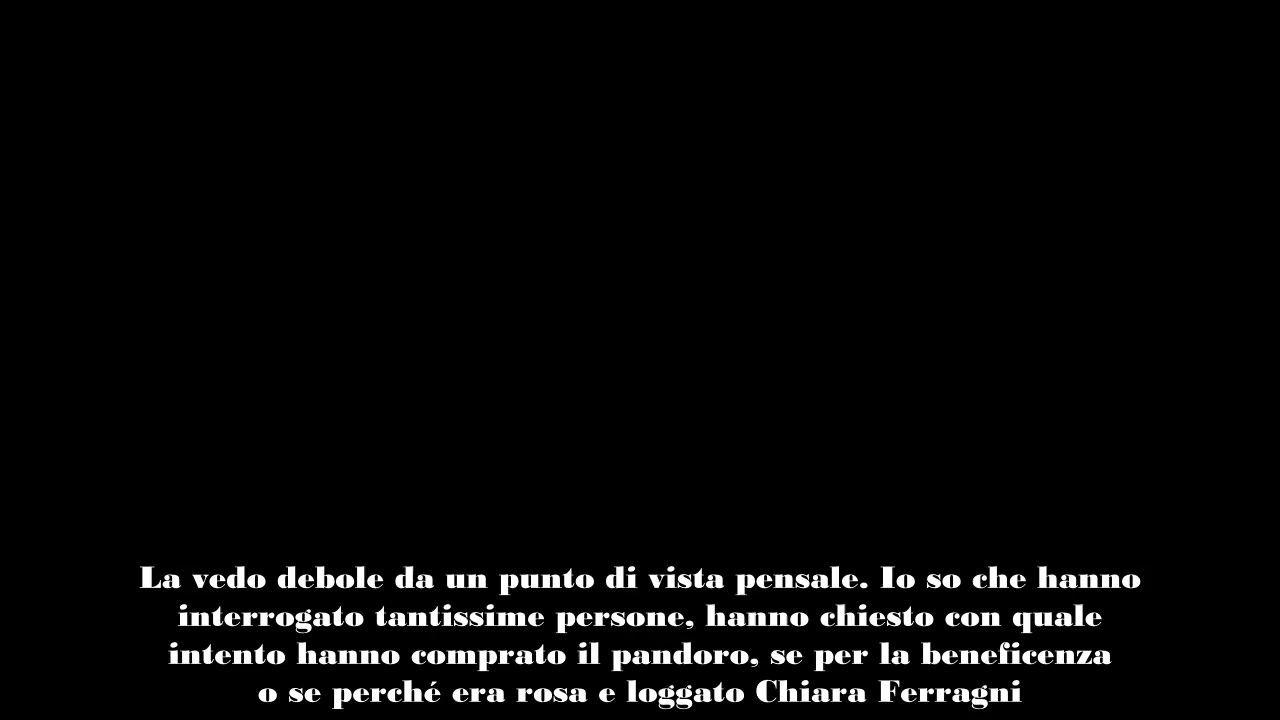 La vedo debole da un punto di vista pensale. Io so che hanno
interrogato tantissime persone, hanno chiesto con quale
intento hanno comprato il pandoro, se per la beneficenza
o se perché era rosa e loggato Chiara Ferragni